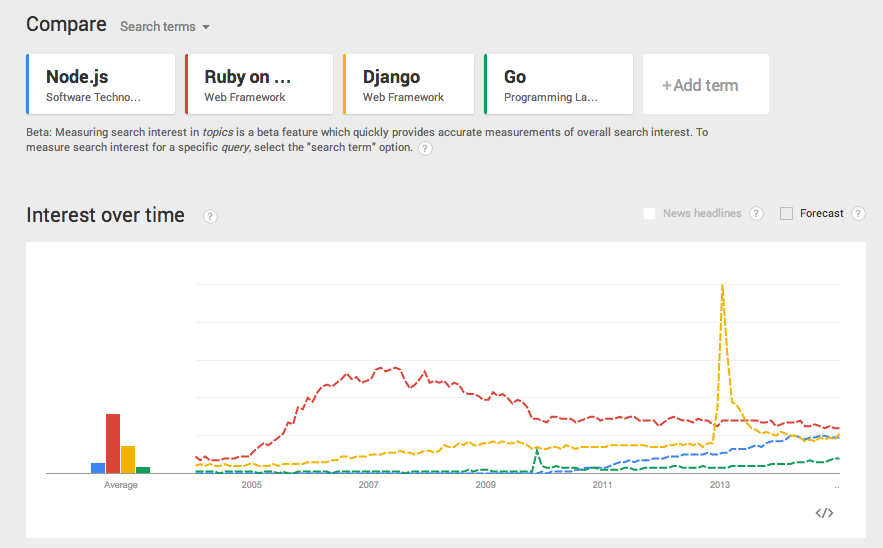 Compare Search terms
Node.js
Software Techno...
Ruby on ...
Web Framework
Django
Web Framework
Go
Programming La...
+Add term
Beta: Measuring search interest in topics is a beta feature which quickly provides accurate measurements of overall search interest. To
measure search interest for a specific query, select the "search term" option. ?
Interest over time ?
News headlines ? Forecast ?
Average 2005 2007 2009 2011 2013 ..
</>